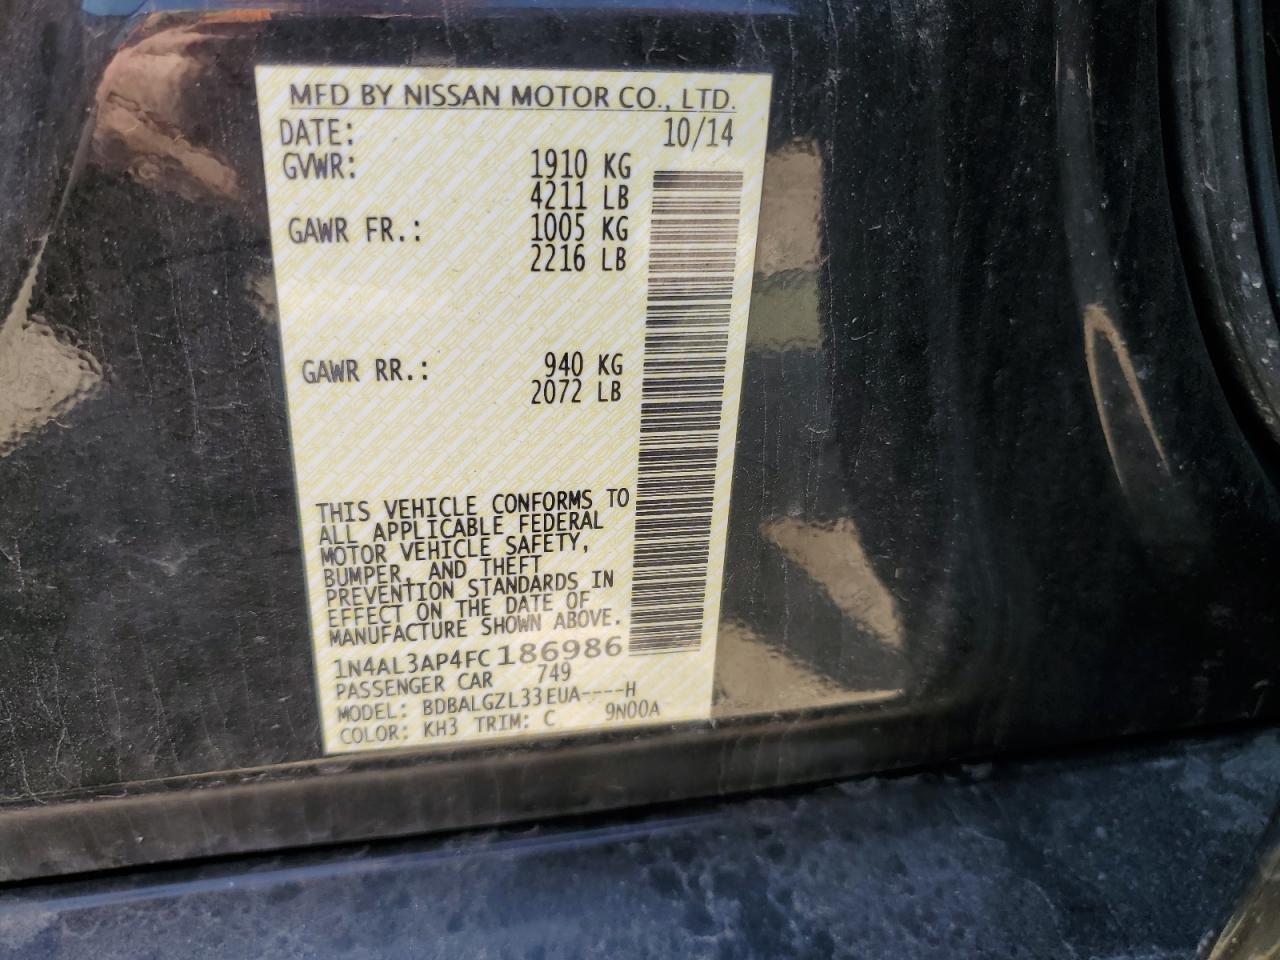 MFD BY NISSAN MOTOR CO., LTD.
DATE: 10/14
GVWR: 1910 KG
4211 LB
GAWR FR.: 1005 KG
2216 LB
GAWR RR.: 940 KG
2072 LB
THIS VEHICLE CONFORMS TO
ALL APPLICABLE FEDERAL
MOTOR VEHICLE SAFETY,
BUMPER, AND THEFT
PREVENTION STANDARDS IN
EFFECT ON THE DATE OF
MANUFACTURE SHOWN ABOVE.
1N4AL3AP4FC186986
PASSENGER CAR 749
MODEL: BDBALGZL33EUA----H
COLOR: KH3 TRIM: C 9N00A